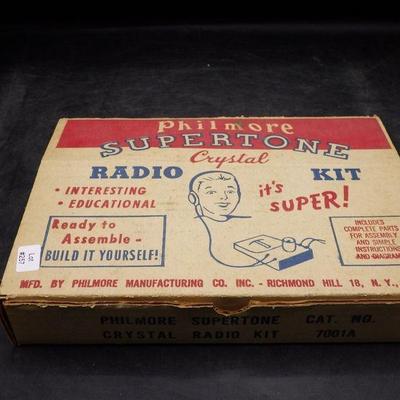 Philmore
SUPERTONE
Crystal
RADIO KIT
• INTERESTING
• EDUCATIONAL
it's
SUPER!
Ready to
Assemble -
BUILD IT YOURSELF!
INCLUDES
COMPLETE PARTS
FOR ASSEMBLY
AND SIMPLE
INSTRUCTIONS
AND DIAGRAM
Lot
#257
MFD. BY PHILMORE MANUFACTURING CO. INC. - RICHMOND HILL 18, N. Y.,
PHILMORE SUPERTONE CAT. NO.
CRYSTAL RADIO KIT 7001A